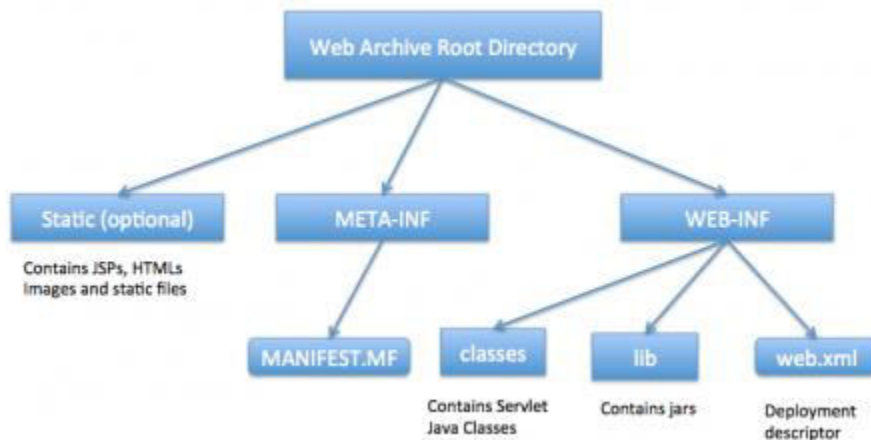 Web Archive Root Directory
Static (optional)
META-INF
WEB-INF
Contains JSPs, HTMLs
Images and static files
MANIFEST.MF
classes
lib
web.xml
Contains Servlet
Java Classes
Contains jars
Deployment
descriptor